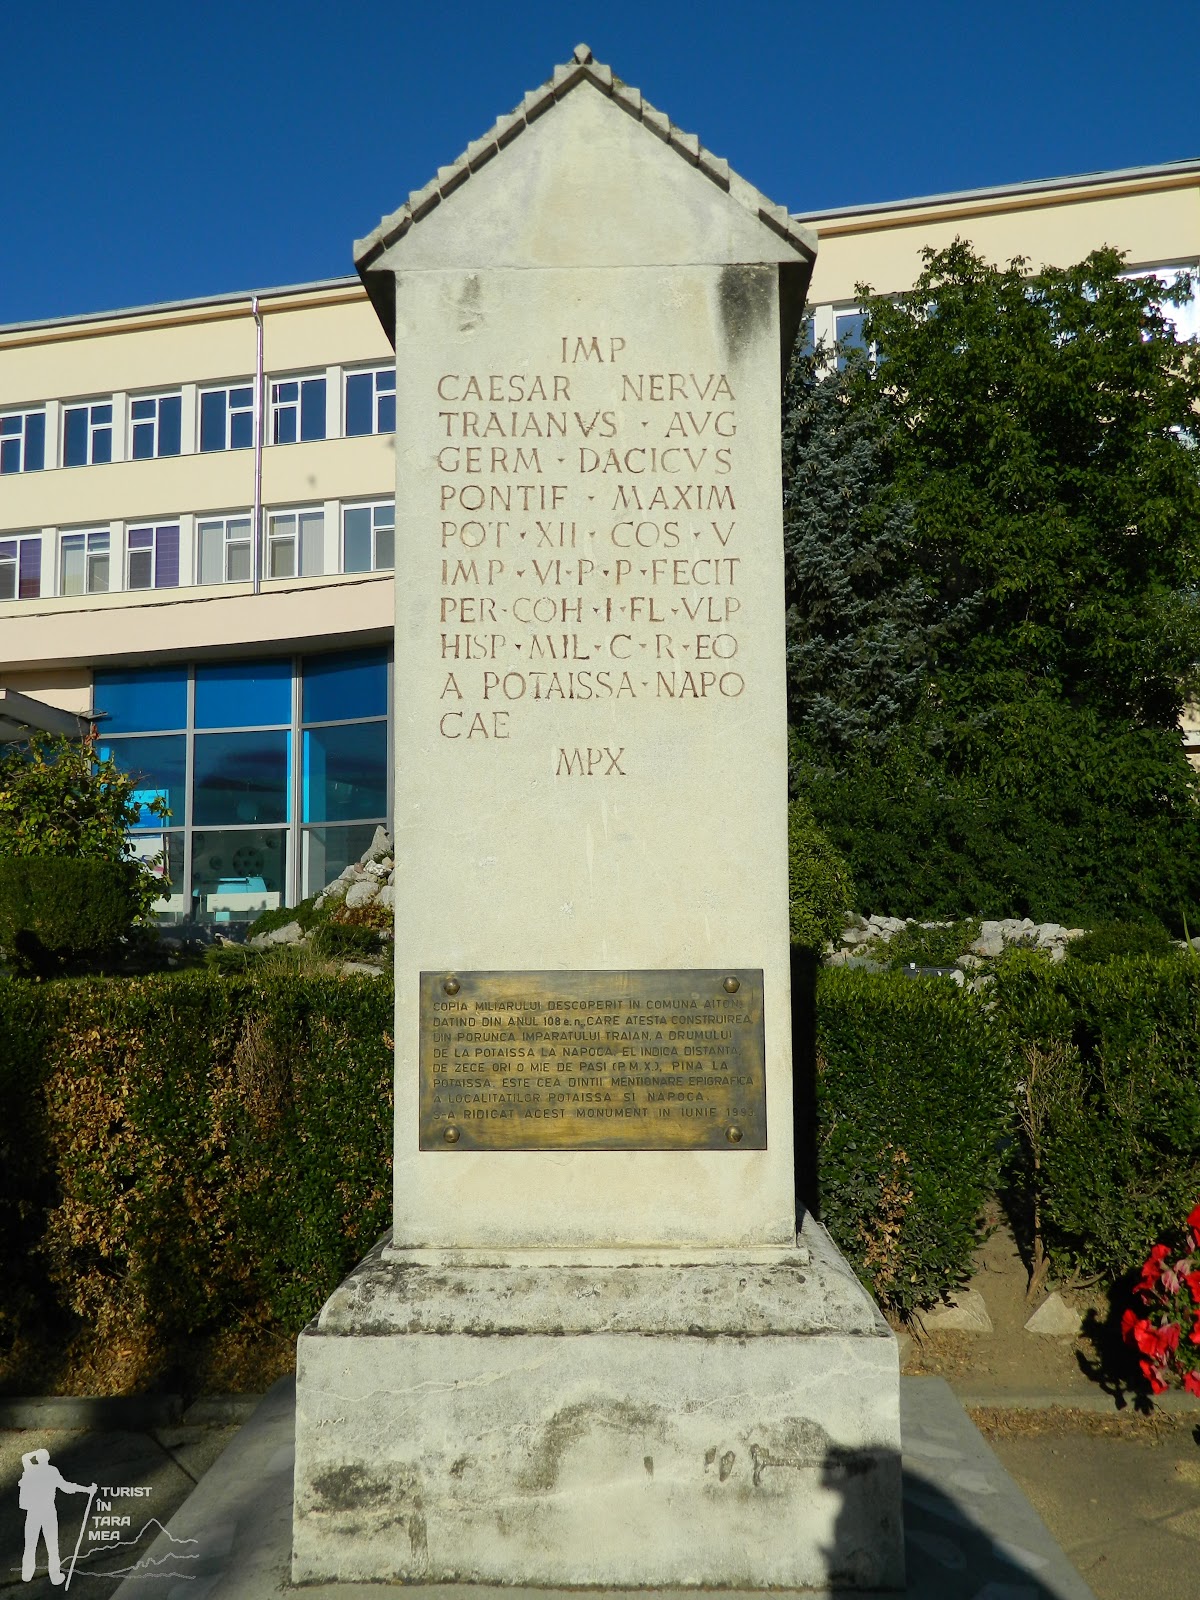 IMP
CAESAR NERVA
TRAIANVS · AVG
GERM · DACICVS
PONTIF · MAXIM
POT · XII · COS · V
IMP · VI · P · P · FECIT
PER · COH · I · FL · VLP
HISP · MIL · C · R · EO
A POTAISSA · NAPO
CAE
MPX
COPIA MILIARULUI DESCOPERIT IN COMUNA AITON
DATIND DIN ANUL 108 e.n., CARE ATESTA CONSTRUIREA
DIN PORUNCA IMPARATULUI TRAIAN, A DRUMULUI
DE LA POTAISSA LA NAPOCA. EL INDICA DISTANTA
DE ZECE ORI O MIE DE PASI (P.M.X.), PINA LA
POTAISSA. ESTE CEA DINTII MENTIONARE EPIGRAFICA
A LOCALITATILOR POTAISSA SI NAPOCA.
S-A RIDICAT ACEST MONUMENT IN IUNIE 1993
TURIST
ÎN
ȚARA
MEA